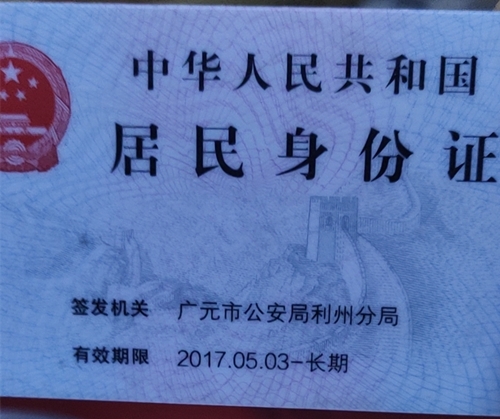 中华人民共和国
居民身份证
签发机关 广元市公安局利州分局
有效期限 2017.05.03-长期